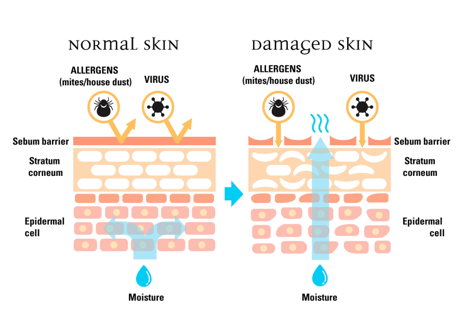 NORMAL SKIN
DAMAGED SKIN
ALLERGENS
(mites/house dust)
VIRUS
ALLERGENS
(mites/house dust)
VIRUS
Sebum barrier
Stratum
corneum
Epidermal
cell
Moisture
Sebum barrier
Stratum
corneum
Epidermal
cell
Moisture